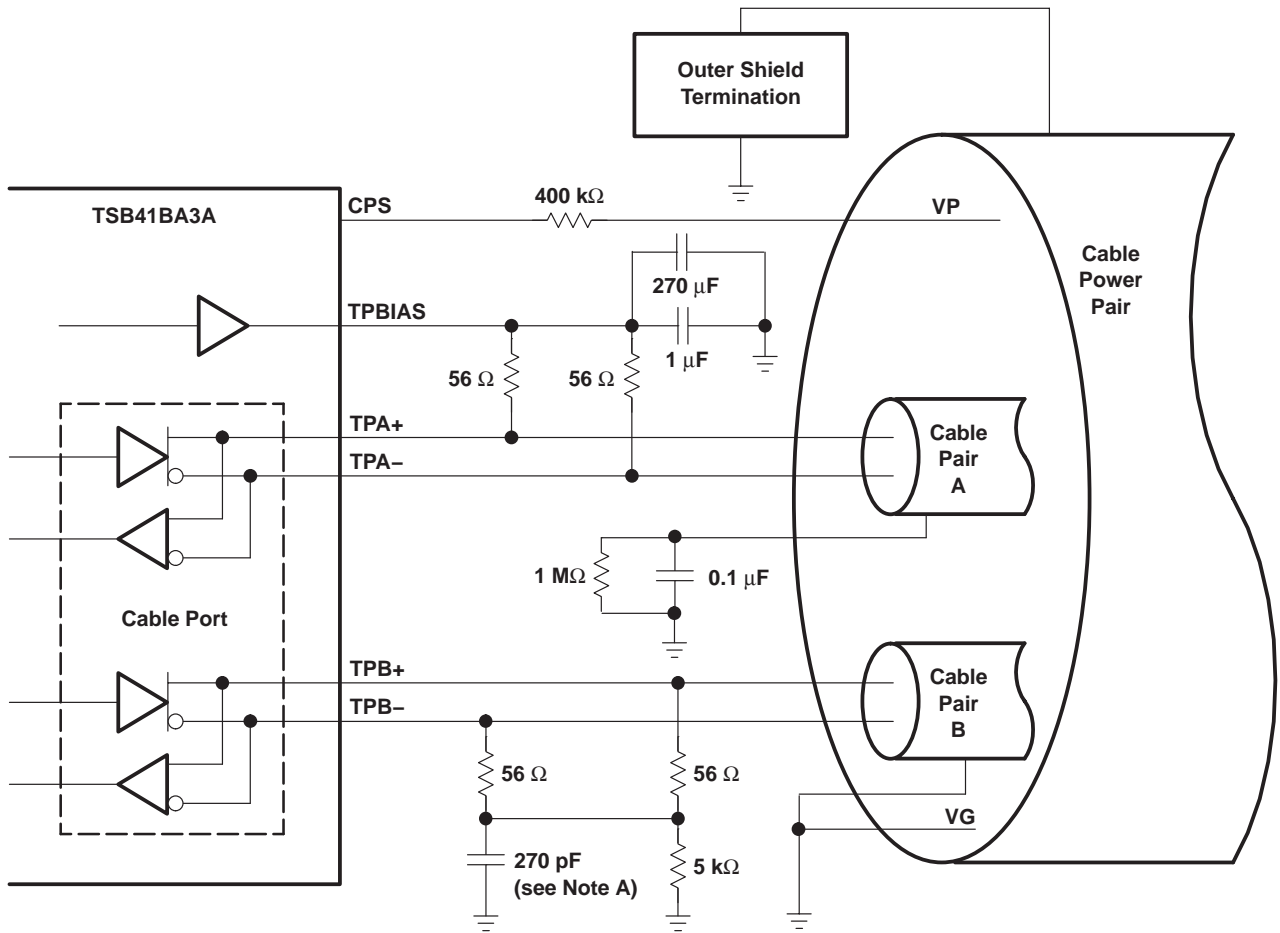 Outer Shield
Termination
TSB41BA3A
CPS
400 kΩ
VP
Cable
Power
Pair
270 μF
TPBIAS
1 μF
56 Ω
56 Ω
TPA+
Cable
Pair
A
TPA−
1 MΩ
0.1 μF
Cable Port
TPB+
Cable
Pair
B
TPB−
56 Ω
56 Ω
VG
270 pF
(see Note A)
5 kΩ